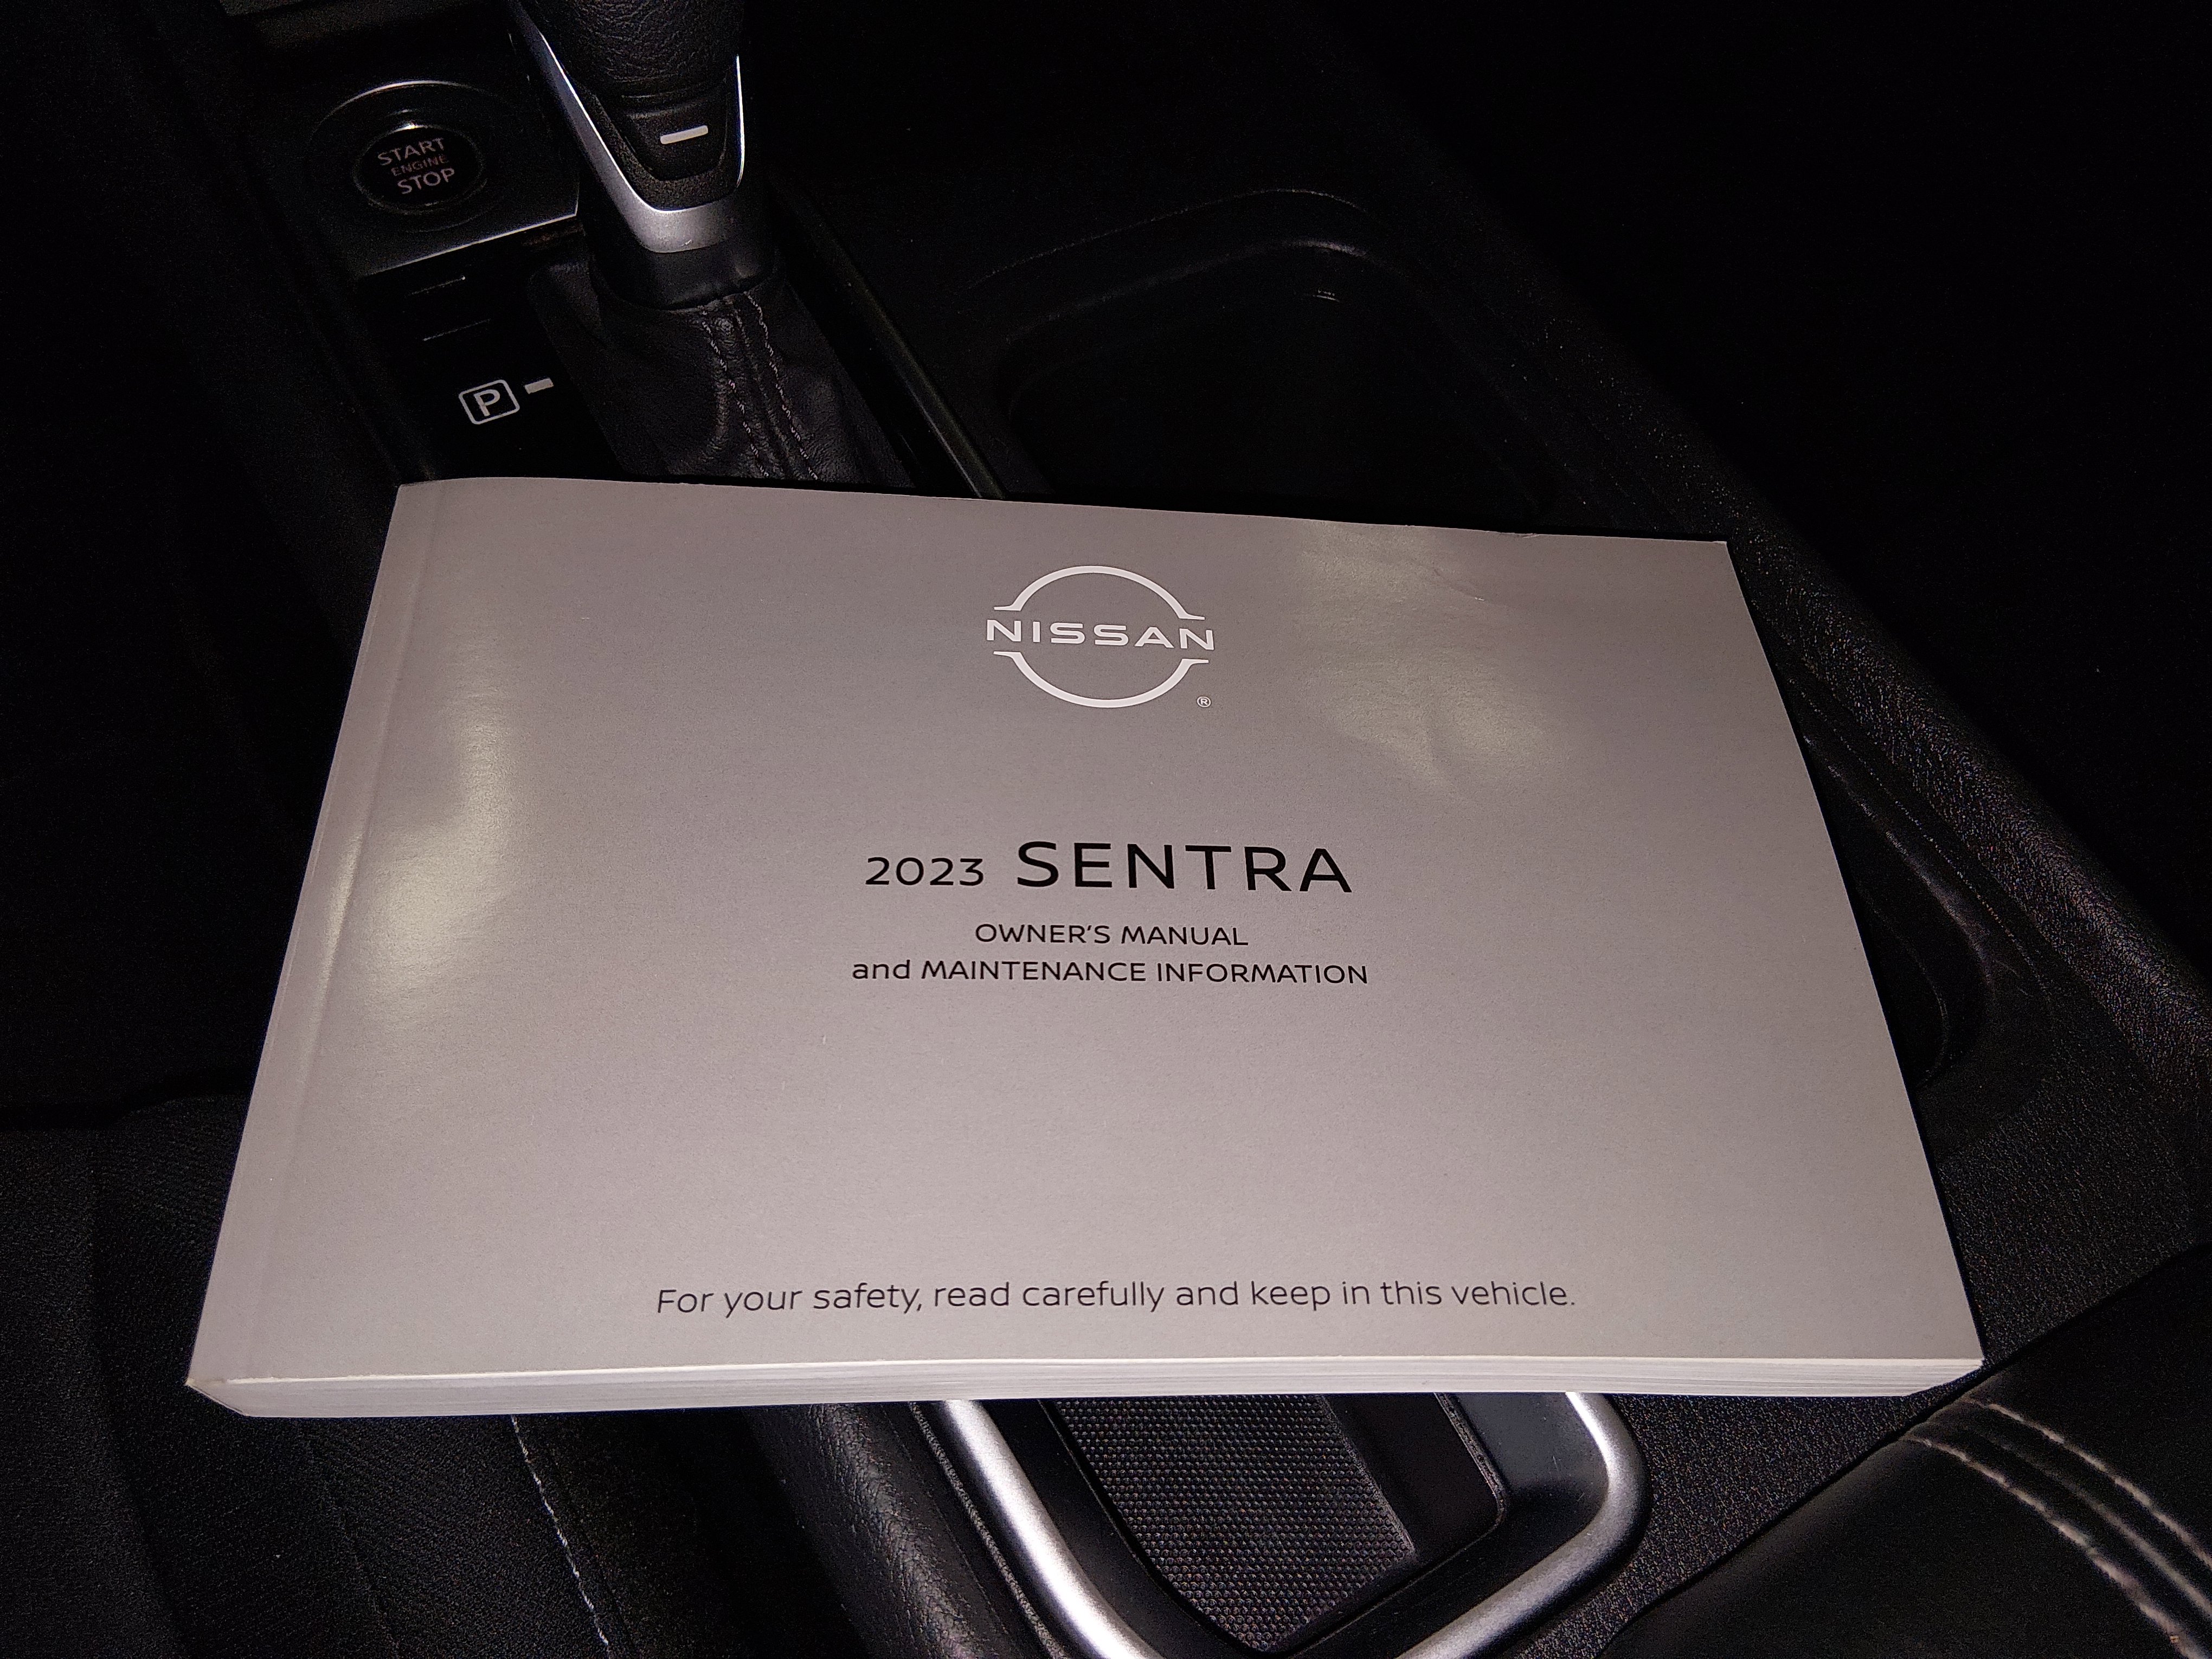 START
ENGINE
STOP
P
NISSAN
®
2023 SENTRA
OWNER'S MANUAL
and MAINTENANCE INFORMATION
For your safety, read carefully and keep in this vehicle.